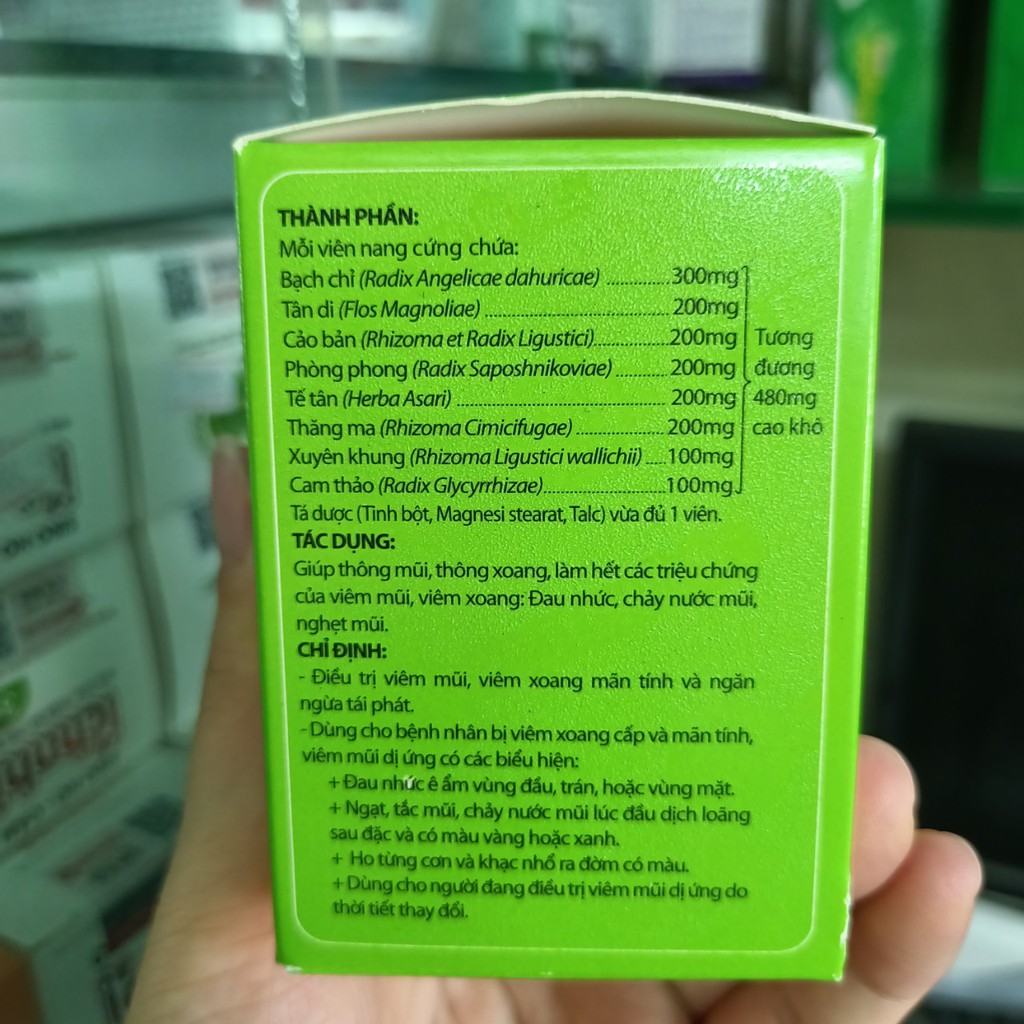 THÀNH PHẦN:
Mỗi viên nang cứng chứa:
Bạch chỉ (Radix Angelicae dahuricae) ............... 300mg
Tân di (Flos Magnoliae) ............................................ 200mg
Cảo bản (Rhizoma et Radix Ligustici).................. 200mg Tương
Phòng phong (Radix Saposhnikoviae) ............. 200mg đương
Tế tân (Herba Asari) .................................................. 200mg 480mg
Thăng ma (Rhizoma Cimicifugae) ..................... 200mg cao khô
Xuyên khung (Rhizoma Ligustici wallichii) ..... 100mg
Cam thảo (Radix Glycyrrhizae)............................. 100mg
Tá dược (Tinh bột, Magnesi stearat, Talc) vừa đủ 1 viên.
TÁC DỤNG:
Giúp thông mũi, thông xoang, làm hết các triệu chứng
của viêm mũi, viêm xoang: Đau nhức, chảy nước mũi,
nghẹt mũi.
CHỈ ĐỊNH:
- Điều trị viêm mũi, viêm xoang mãn tính và ngăn
ngừa tái phát.
- Dùng cho bệnh nhân bị viêm xoang cấp và mãn tính,
viêm mũi dị ứng có các biểu hiện:
+ Đau nhức ê ẩm vùng đầu, trán, hoặc vùng mặt.
+ Ngạt, tắc mũi, chảy nước mũi lúc đầu dịch loãng
sau đặc và có màu vàng hoặc xanh.
+ Ho từng cơn và khạc nhổ ra đờm có màu.
+ Dùng cho người đang điều trị viêm mũi dị ứng do
thời tiết thay đổi.